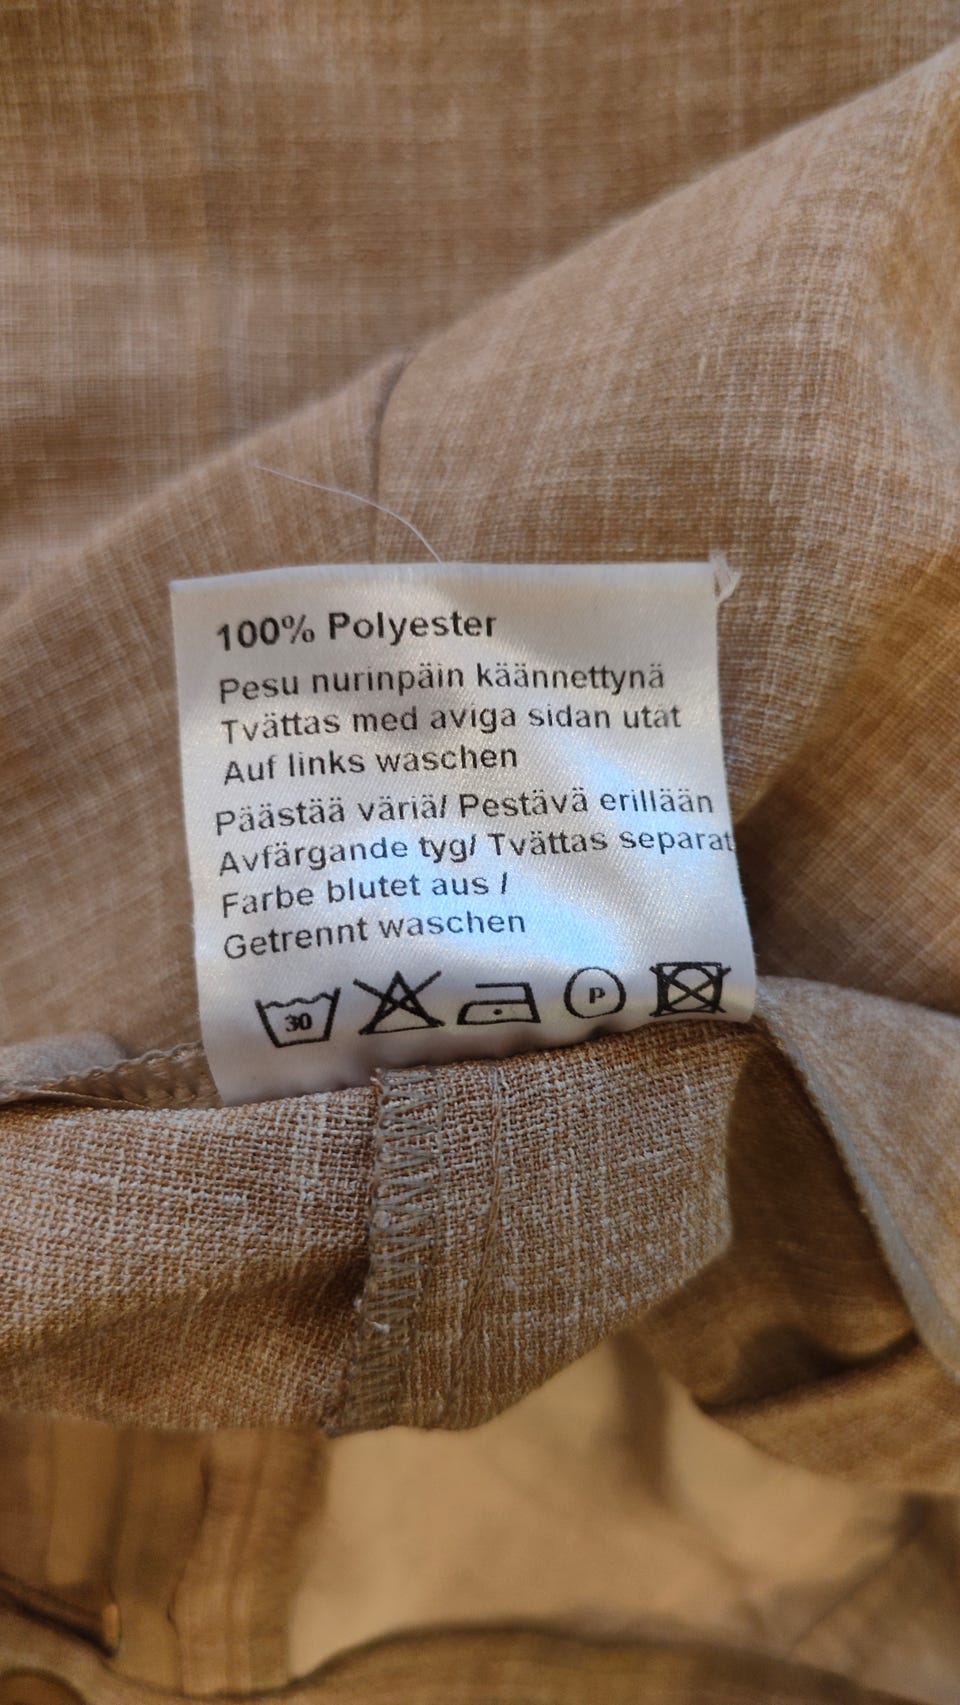 100% Polyester
Pesu nurinpäin käännettynä
Tvättas med aviga sidan utåt
Auf links waschen
Päästää väriä/ Pestävä erillään
Avfärgande tyg/ Tvättas separat
Farbe blutet aus /
Getrennt waschen
30 P